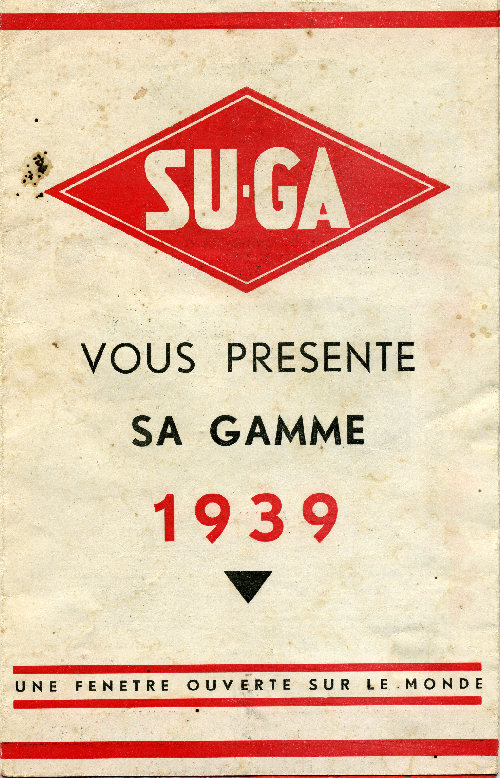 SU-GA
VOUS PRESENTE
SA GAMME
1939
UNE FENETRE OUVERTE SUR LE MONDE